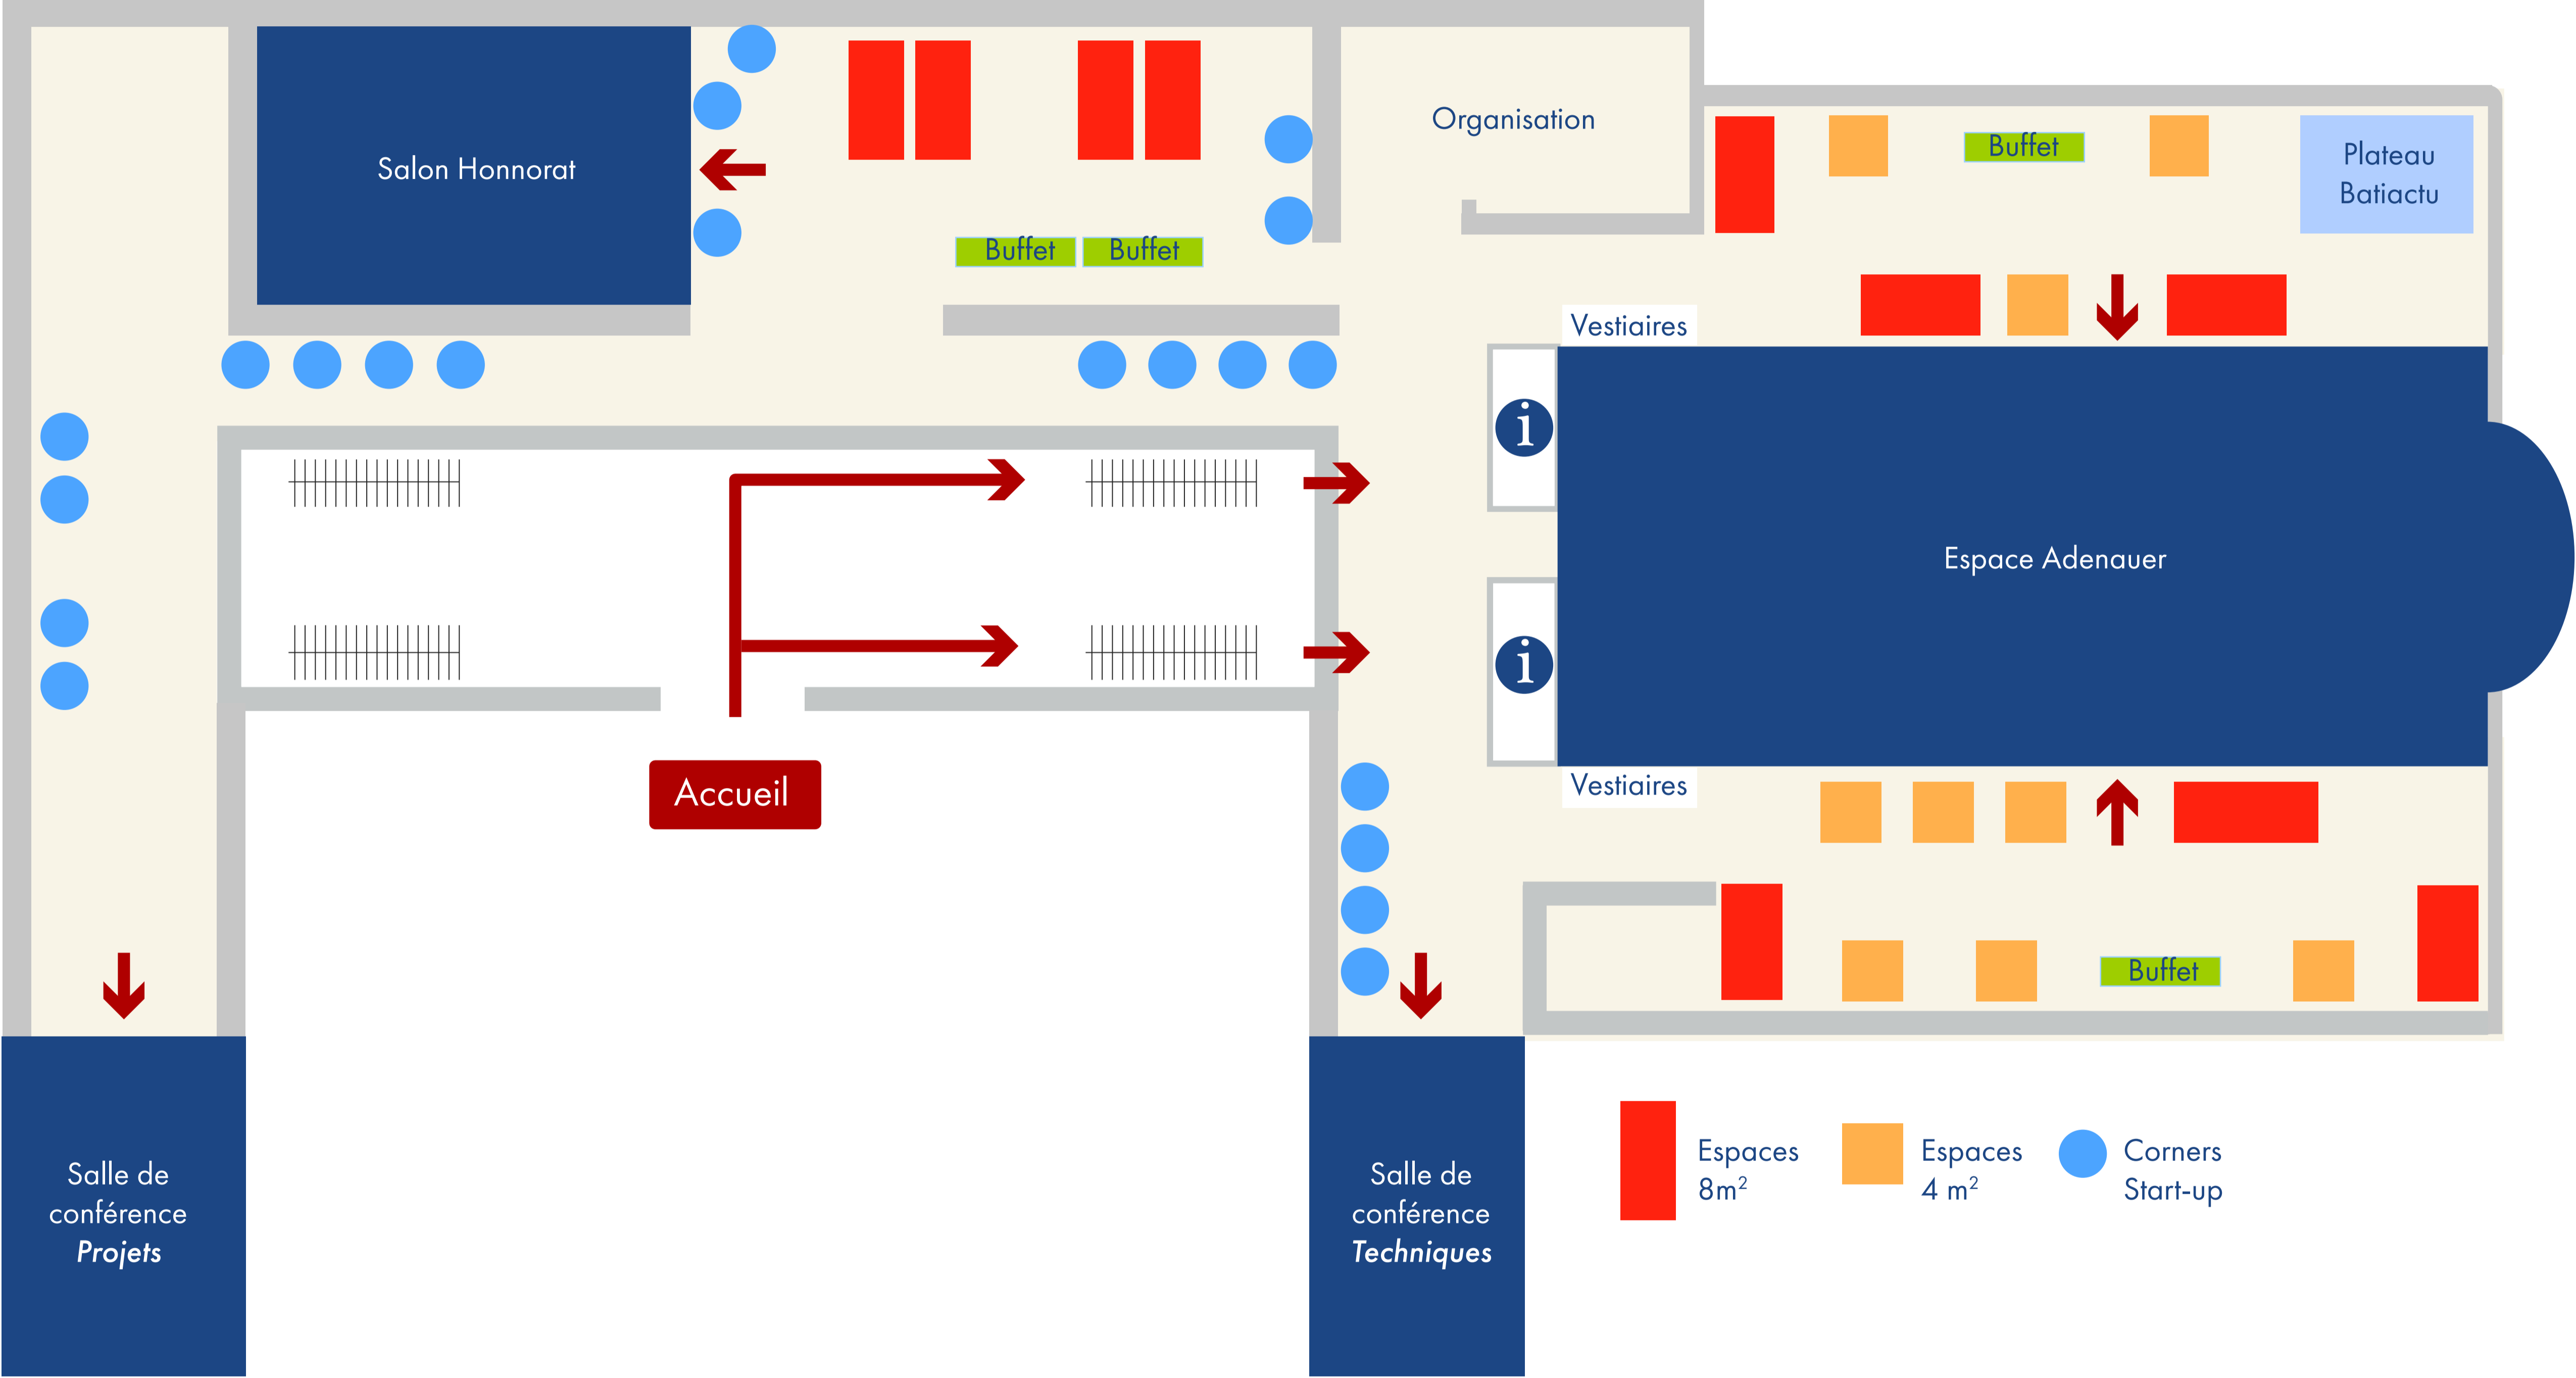 Salon Honnorat
Organisation
Buffet
Buffet
Buffet
Plateau
Batiactu
Vestiaires
i
i
Espace Adenauer
Vestiaires
Accueil
Buffet
Salle de
conférence
Projets
Salle de
conférence
Techniques
Espaces
8m²
Espaces
4 m²
Corners
Start-up